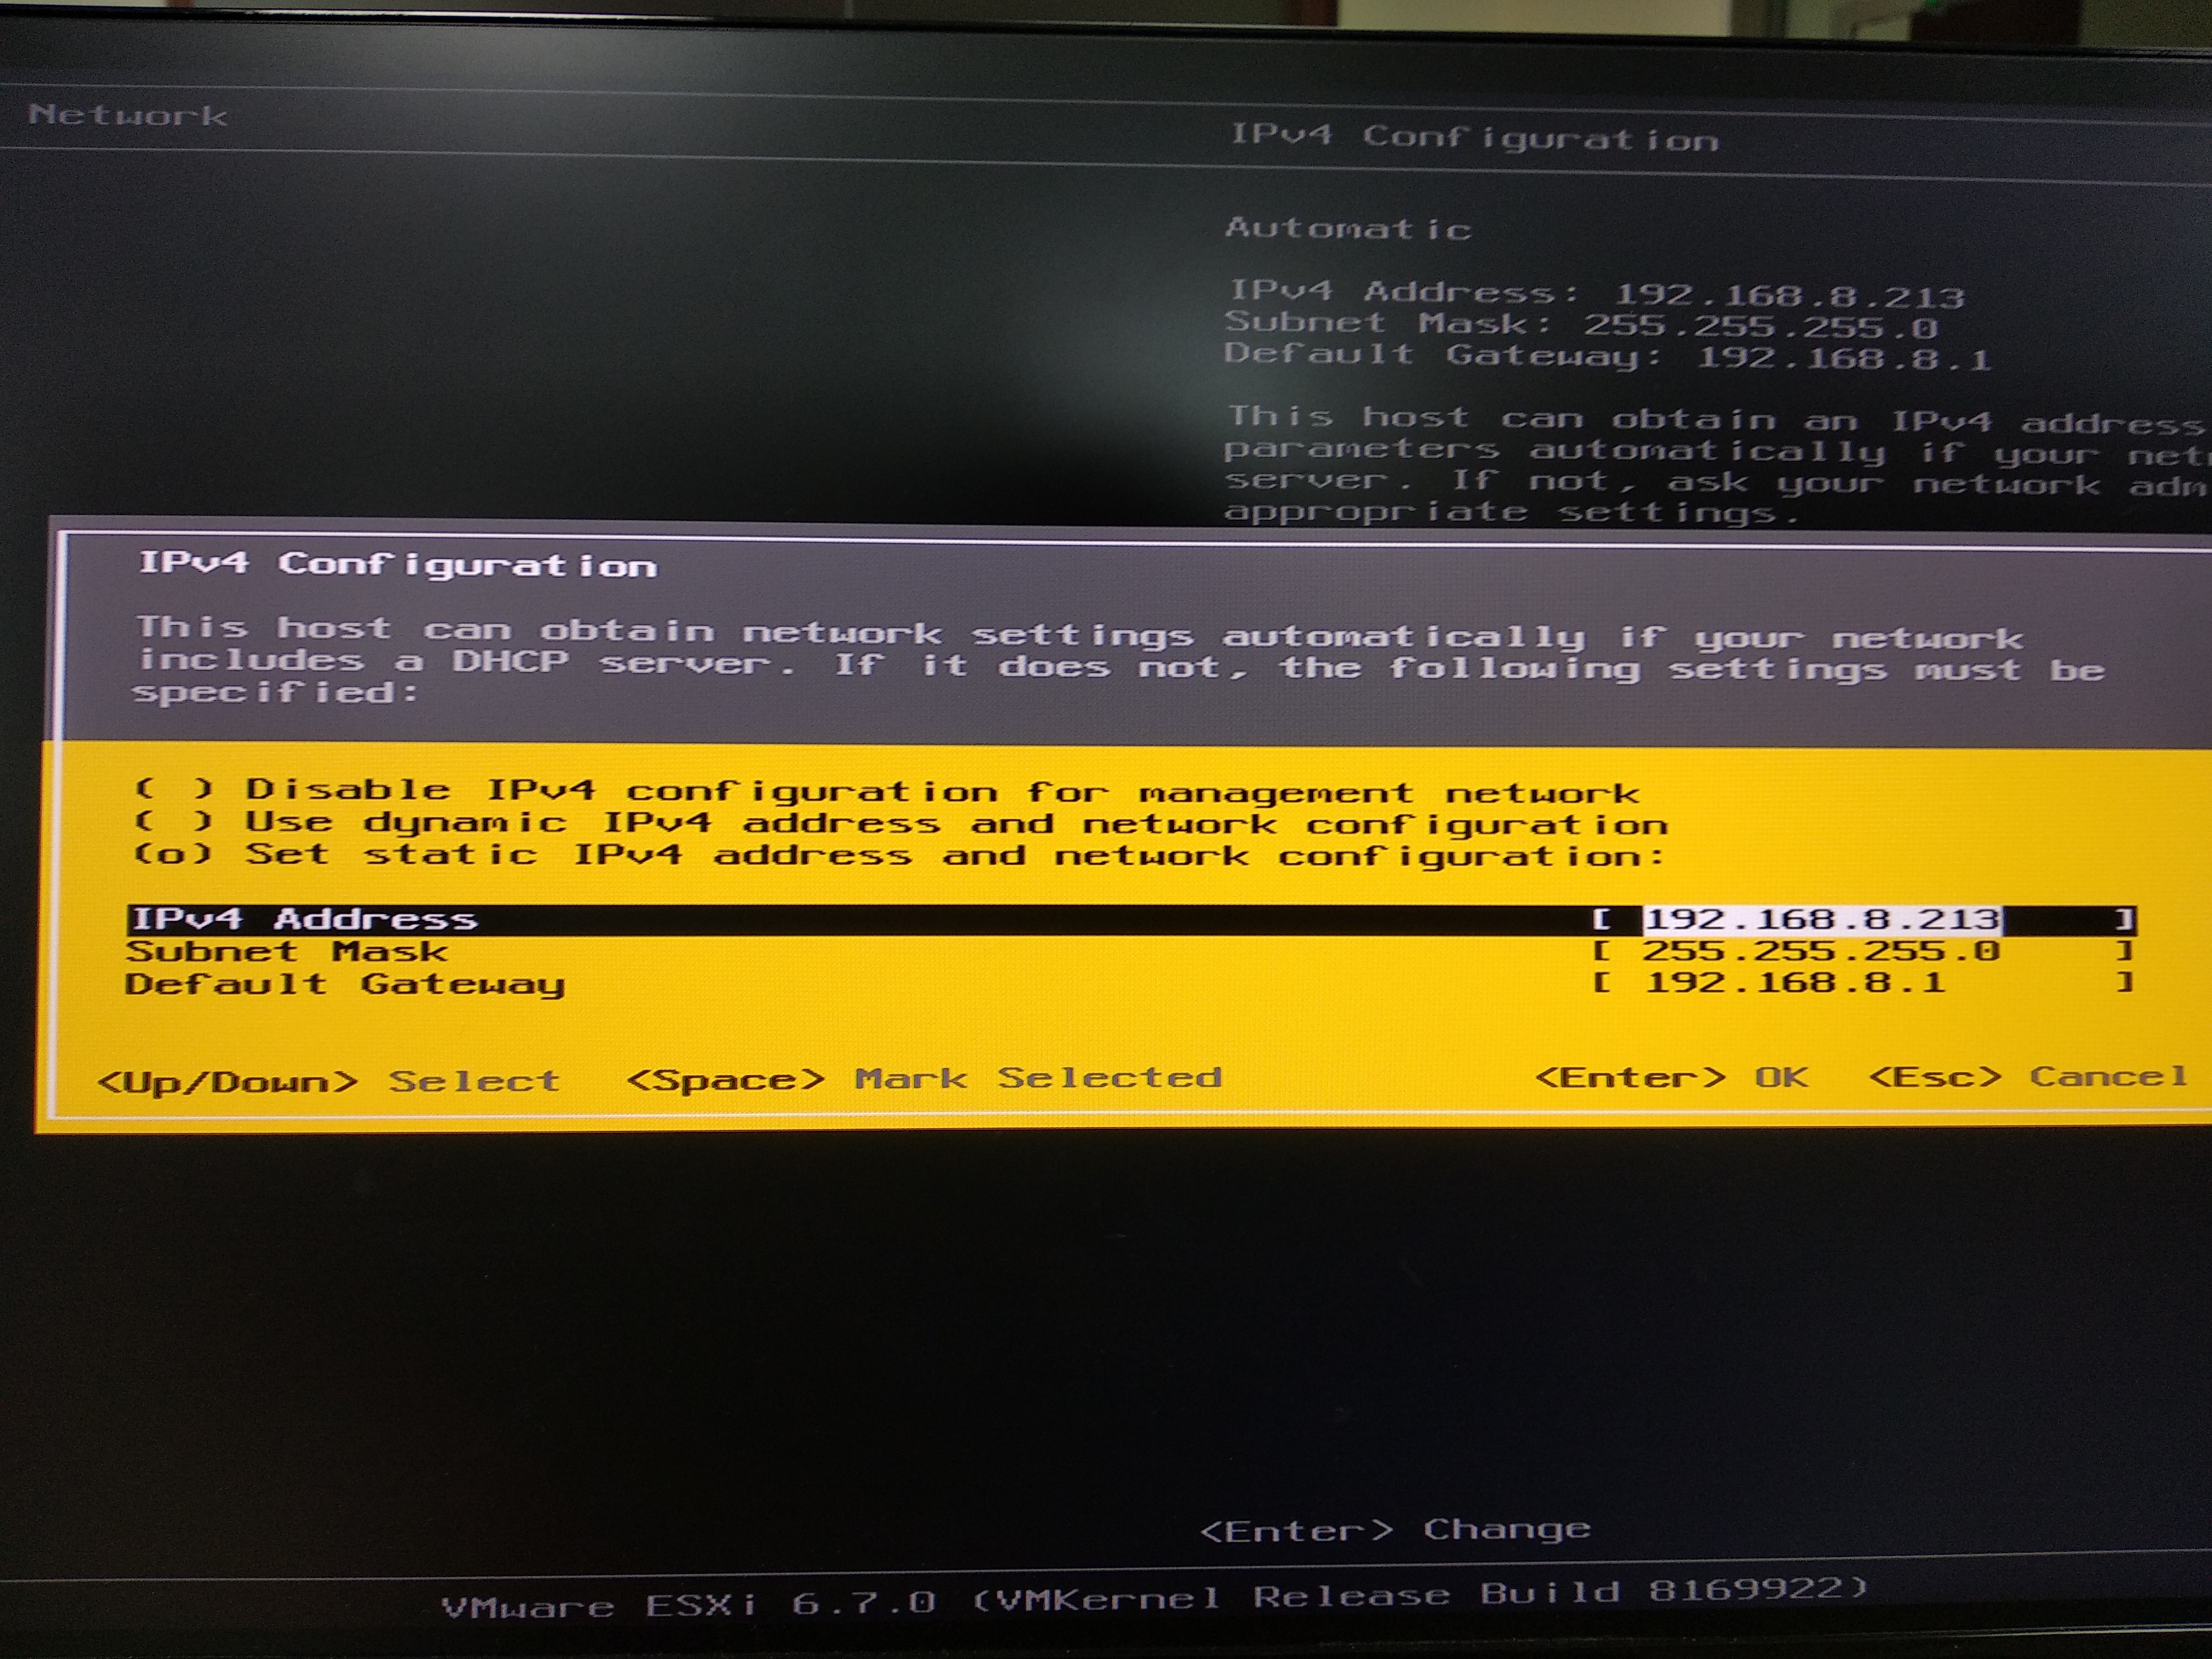 Network
IPv4 Configuration
Automatic
IPv4 Address: 192.168.8.213
Subnet Mask: 255.255.255.0
Default Gateway: 192.168.8.1
This host can obtain an IPv4 address
parameters automatically if your
server. If not, ask your network
appropriate settings.
IPv4 Configuration
This host can obtain network settings automatically if your network
includes a DHCP server. If it does not, the following settings must be
specified:
( ) Disable IPv4 configuration for management network
( ) Use dynamic IPv4 address and network configuration
(o) Set static IPv4 address and network configuration:
IPv4 Address [ 192.168.8.213 ]
Subnet Mask [ 255.255.255.0 ]
Default Gateway [ 192.168.8.1 ]
<Up/Down> Select <Space> Mark Selected <Enter> OK <Esc> Cancel
<Enter> Change
VMware ESXi 6.7.0 (VMKernel Release Build 8169922)